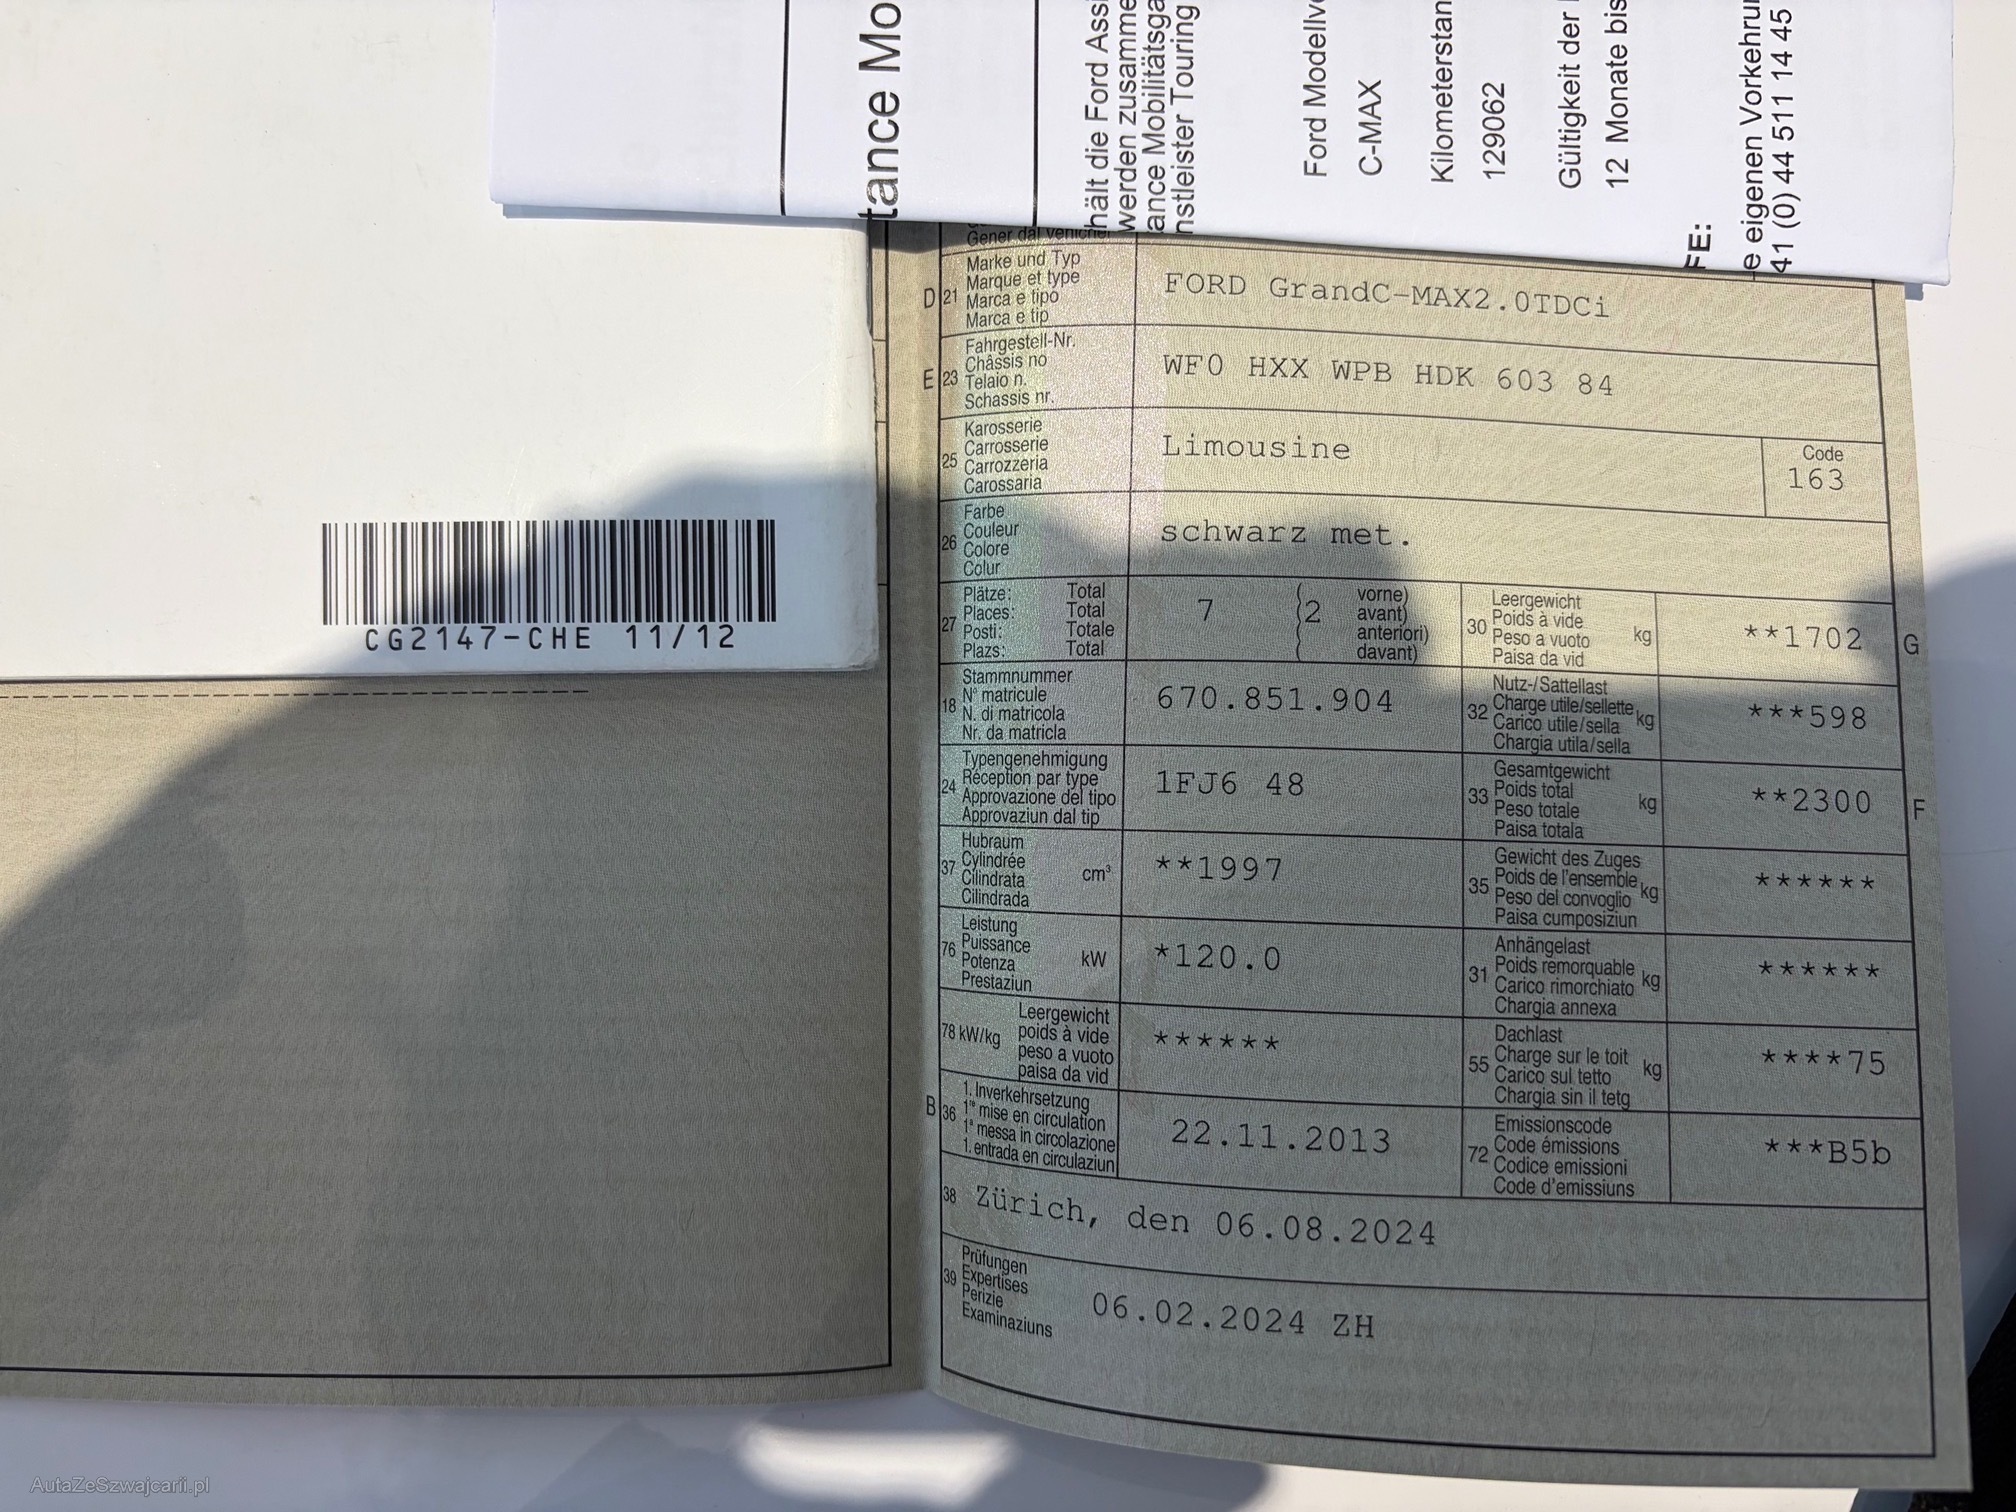 tance Mo
hält die Ford Assi
werden zusamme
ance Mobilitätsga
nstleister Touring
Ford Modellv
C-MAX
Kilometerstan
129062
Gültigkeit der
12 Monate bis
FE:
e eigenen Vorkehru
41 (0) 44 511 14 45
CG2147-CHE 11/12
Gener dal vehichel
D 21 Marke und Typ
Marque et type
Marca e tipo
Marca e tip
FORD GrandC-MAX2.0TDCi
E 23 Fahrgestell-Nr.
Châssis no
Telaio n.
Schassis nr.
WF0 HXX WPB HDK 603 84
25 Karosserie
Carrosserie
Carrozzeria
Carossaria
Limousine
Code
163
26 Farbe
Couleur
Colore
Colur
schwarz met.
27 Plätze: Total
Places: Total
Posti: Totale
Plazs: Total
7 2
vorne)
avant)
anteriori)
davant)
30 Leergewicht
Poids à vide
Peso a vuoto
Paisa da vid
kg **1702 G
18 Stammnummer
N° matricule
N. di matricola
Nr. da matricla
670.851.904
32 Nutz-/Sattellast
Charge utile/sellette
Carico utile/sella
Chargia utila/sella
kg ***598
24 Typengenehmigung
Réception par type
Approvazione del tipo
Approvaziun dal tip
1FJ6 48
33 Gesamtgewicht
Poids total
Peso totale
Paisa totala
kg **2300 F
37 Hubraum
Cylindrée
Cilindrata
Cilindrada
cm³ **1997
35 Gewicht des Zuges
Poids de l'ensemble
Peso del convoglio
Paisa cumposiziun
kg ******
76 Leistung
Puissance
Potenza
Prestaziun
kW *120.0
31 Anhängelast
Poids remorquable
Carico rimorchiato
Chargia annexa
kg ******
78 kW/kg Leergewicht
poids à vide
peso a vuoto
paisa da vid
******
55 Dachlast
Charge sur le toit
Carico sul tetto
Chargia sin il tetg
kg ****75
B 36 1. Inverkehrsetzung
1re mise en circulation
1a messa in circolazione
1. entrada en circulaziun
22.11.2013
72 Emissionscode
Code émissions
Codice emissioni
Code d'emissiuns
***B5b
38 Zürich, den 06.08.2024
39 Prüfungen
Expertises
Perizie
Examinaziuns
06.02.2024 ZH
AutaZeSzwajcarii.pl